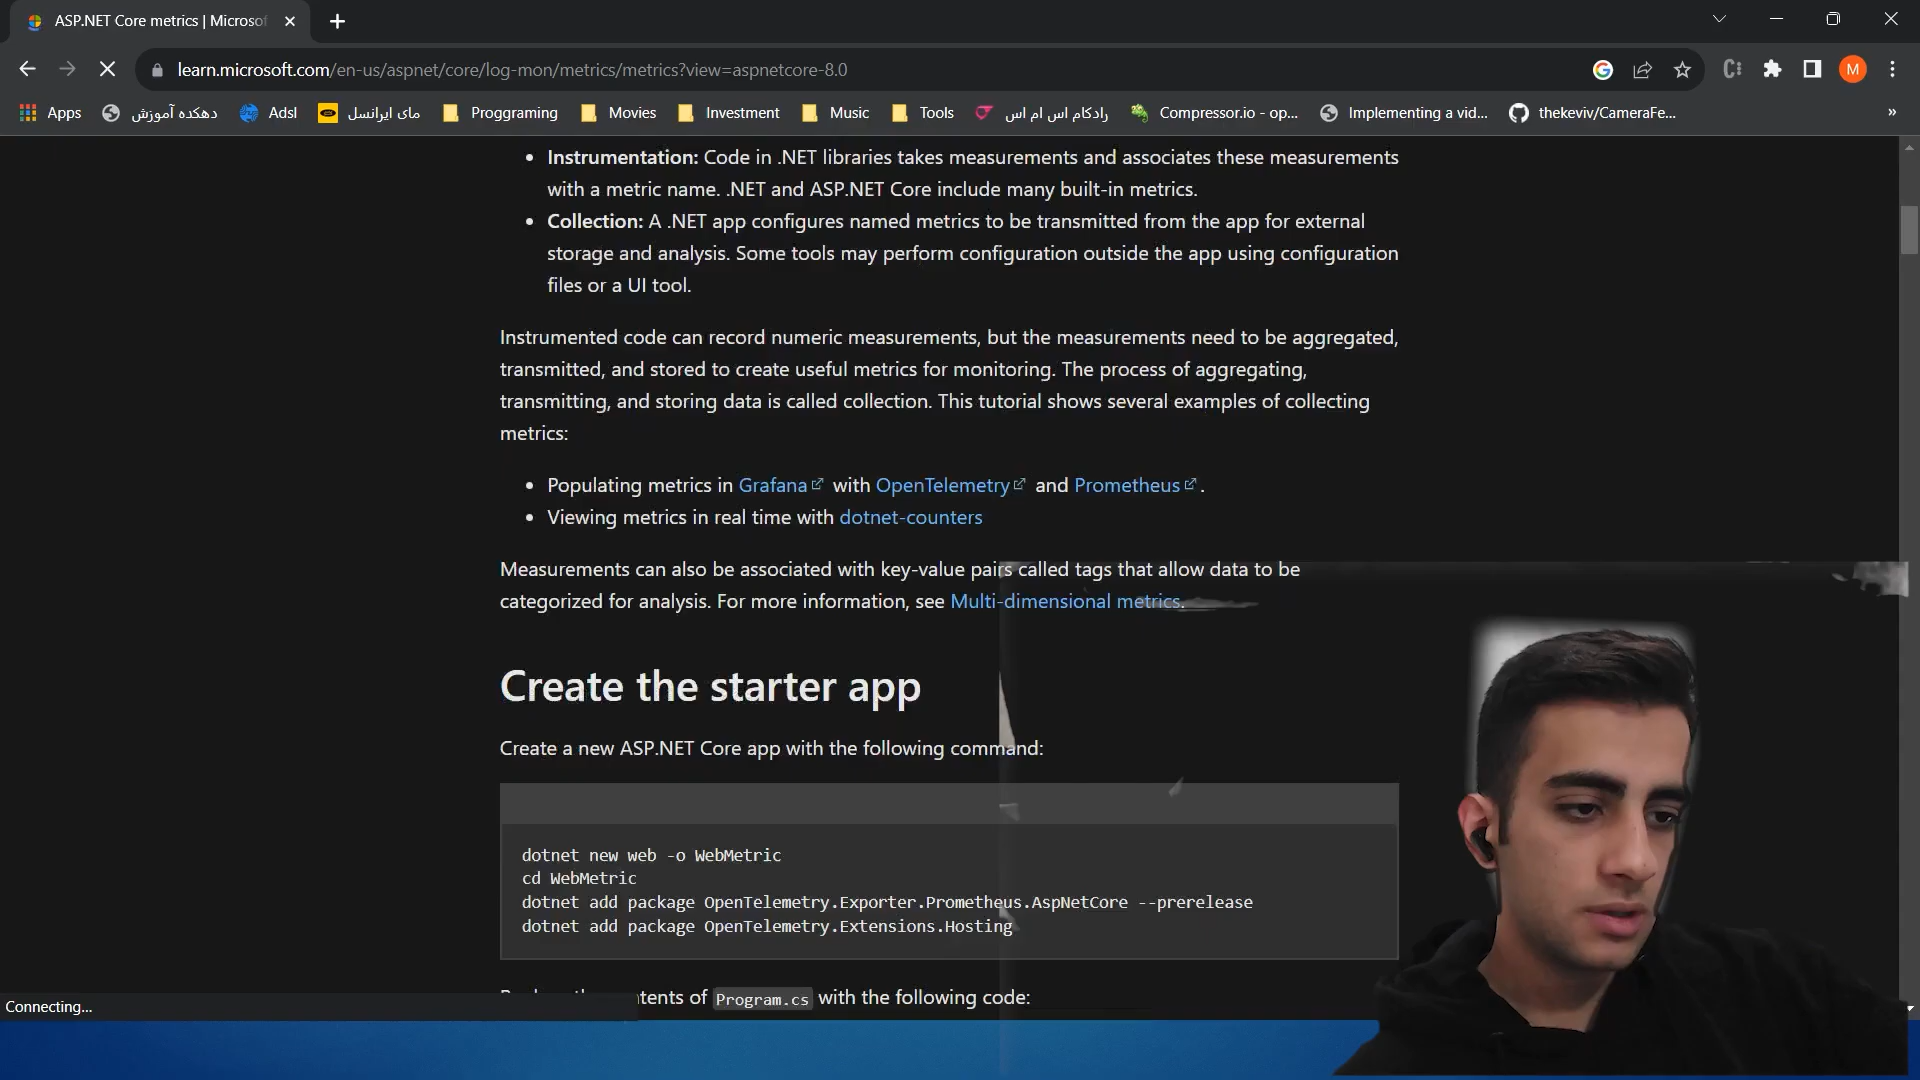 ASP.NET Core metrics | Microsof
learn.microsoft.com/en-us/aspnet/core/log-mon/metrics/metrics?view=aspnetcore-8.0
M
Apps دهکده آموزش Adsl مای ایرانسل Proggraming Movies Investment Music Tools رادکام اس ام اس Compressor.io - op... Implementing a vid... thekeviv/CameraFe... »
• Instrumentation: Code in .NET libraries takes measurements and associates these measurements
with a metric name. .NET and ASP.NET Core include many built-in metrics.
• Collection: A .NET app configures named metrics to be transmitted from the app for external
storage and analysis. Some tools may perform configuration outside the app using configuration
files or a UI tool.
Instrumented code can record numeric measurements, but the measurements need to be aggregated,
transmitted, and stored to create useful metrics for monitoring. The process of aggregating,
transmitting, and storing data is called collection. This tutorial shows several examples of collecting
metrics:
• Populating metrics in Grafana with OpenTelemetry and Prometheus.
• Viewing metrics in real time with dotnet-counters
Measurements can also be associated with key-value pairs called tags that allow data to be
categorized for analysis. For more information, see Multi-dimensional metrics.
Create the starter app
Create a new ASP.NET Core app with the following command:
dotnet new web -o WebMetric
cd WebMetric
dotnet add package OpenTelemetry.Exporter.Prometheus.AspNetCore --prerelease
dotnet add package OpenTelemetry.Extensions.Hosting
tents of Program.cs with the following code:
Connecting...